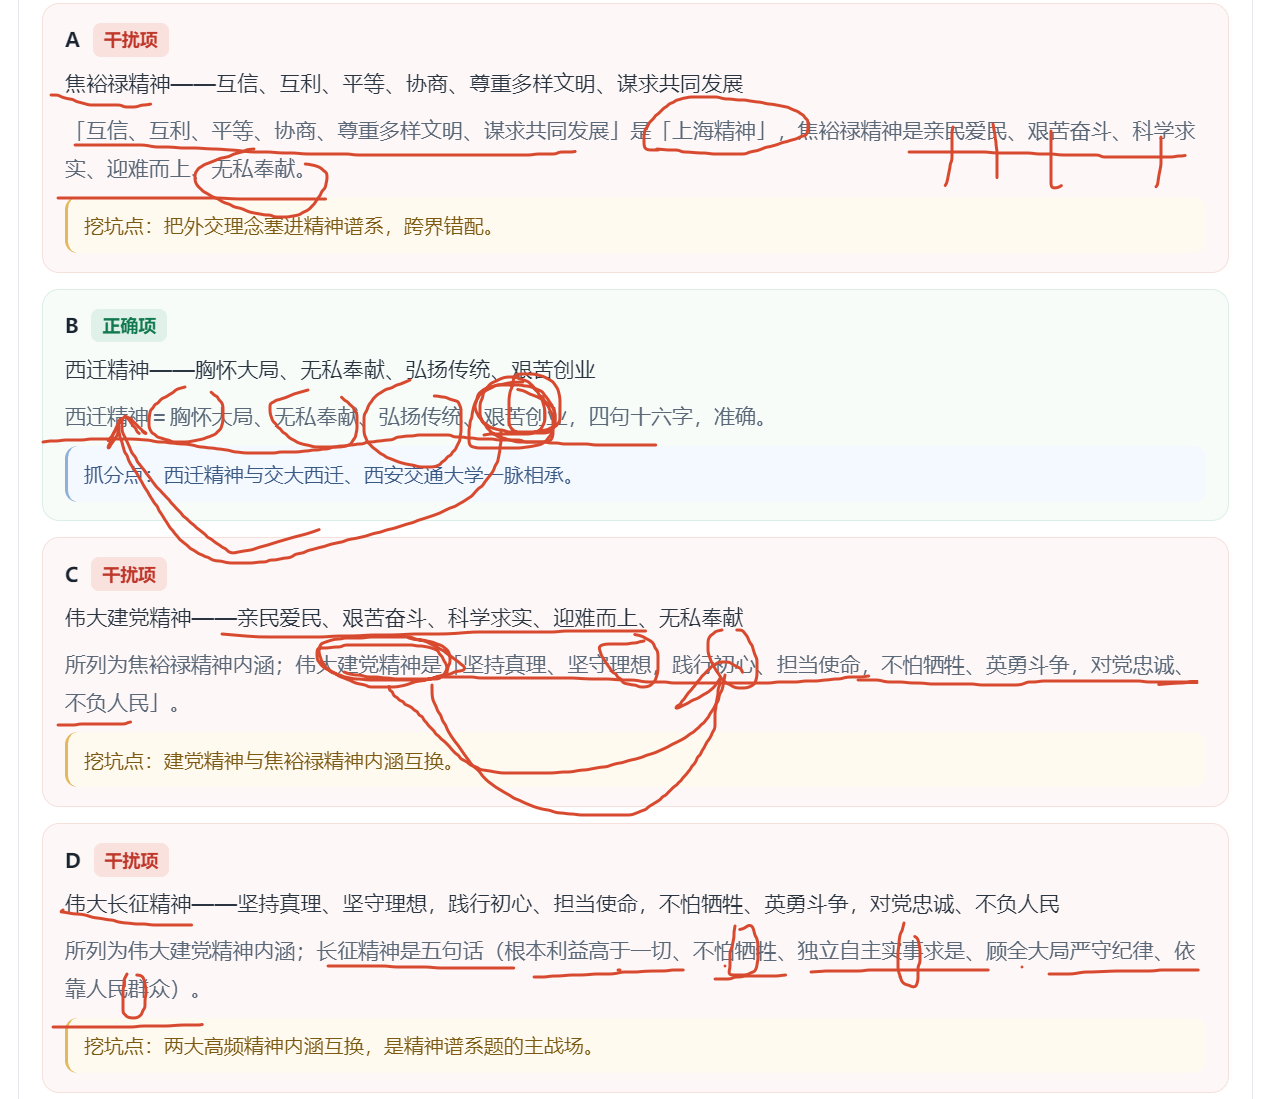 A 干扰项
焦裕禄精神——互信、互利、平等、协商、尊重多样文明、谋求共同发展
「互信、互利、平等、协商、尊重多样文明、谋求共同发展」是「上海精神」，焦裕禄精神是亲民爱民、艰苦奋斗、科学求
实、迎难而上、无私奉献。
挖坑点：把外交理念塞进精神谱系，跨界错配。
B 正确项
西迁精神——胸怀大局、无私奉献、弘扬传统、艰苦创业
西迁精神=胸怀大局、无私奉献、弘扬传统、艰苦创业，四句十六字，准确。
抓分点：西迁精神与交大西迁、西安交通大学一脉相承。
C 干扰项
伟大建党精神——亲民爱民、艰苦奋斗、科学求实、迎难而上、无私奉献
所列为焦裕禄精神内涵；伟大建党精神是「坚持真理、坚守理想，践行初心、担当使命，不怕牺牲、英勇斗争，对党忠诚、
不负人民」。
挖坑点：建党精神与焦裕禄精神内涵互换。
D 干扰项
伟大长征精神——坚持真理、坚守理想，践行初心、担当使命，不怕牺牲、英勇斗争，对党忠诚、不负人民
所列为伟大建党精神内涵；长征精神是五句话（根本利益高于一切、不怕牺牲、独立自主实事求是、顾全大局严守纪律、依
靠人民群众）。
挖坑点：两大高频精神内涵互换，是精神谱系题的主战场。